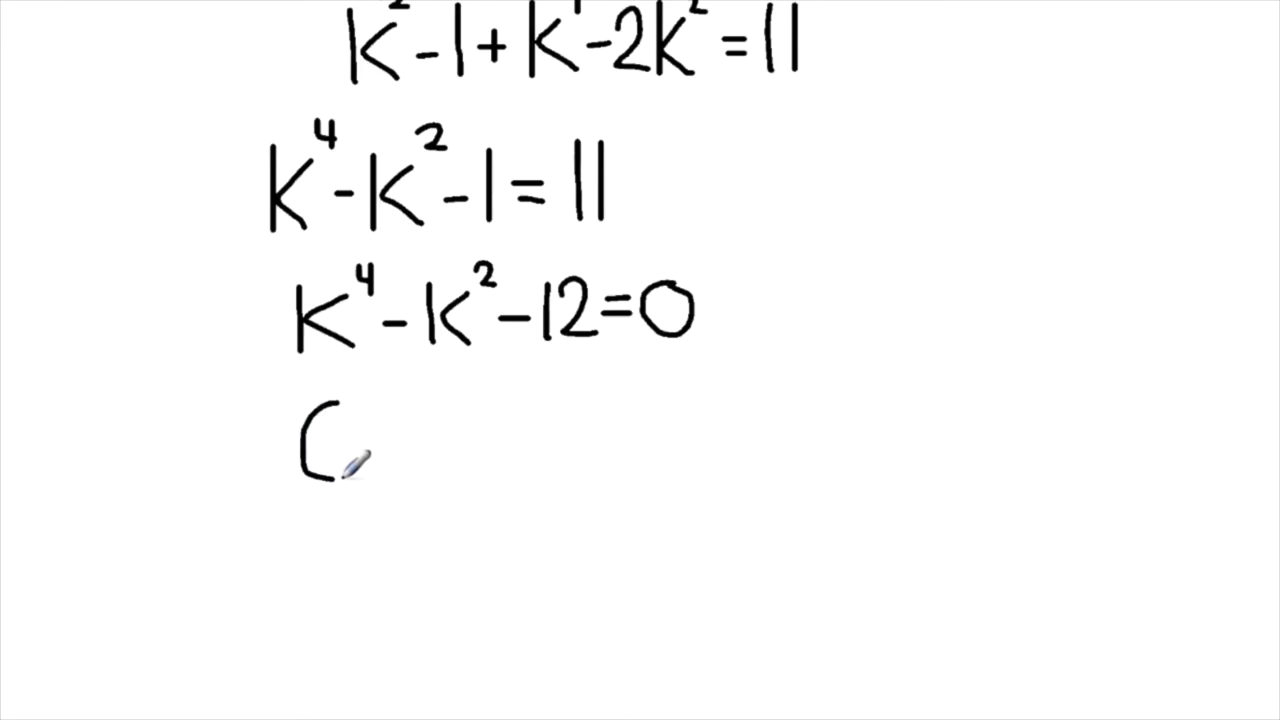 K² - 1 + K⁴ - 2K² = 11
K⁴ - K² - 1 = 11
K⁴ - K² - 12 = 0
(